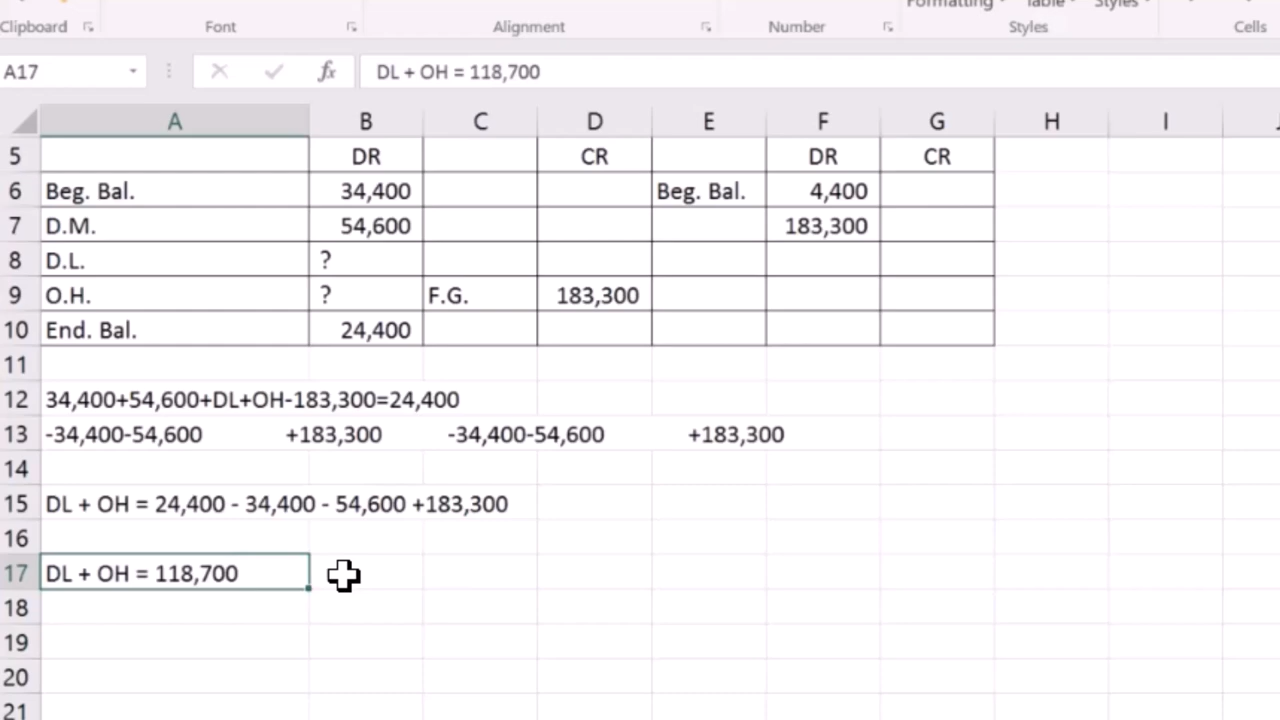 Formatting Table Styles
Clipboard Font Alignment Number Styles Cells
A17 fx DL + OH = 118,700
A B C D E F G H I
5 DR CR DR CR
6 Beg. Bal. 34,400 Beg. Bal. 4,400
7 D.M. 54,600 183,300
8 D.L. ?
9 O.H. ? F.G. 183,300
10 End. Bal. 24,400
11
12 34,400+54,600+DL+OH-183,300=24,400
13 -34,400-54,600 +183,300 -34,400-54,600 +183,300
14
15 DL + OH = 24,400 - 34,400 - 54,600 +183,300
16
17 DL + OH = 118,700
18
19
20
21